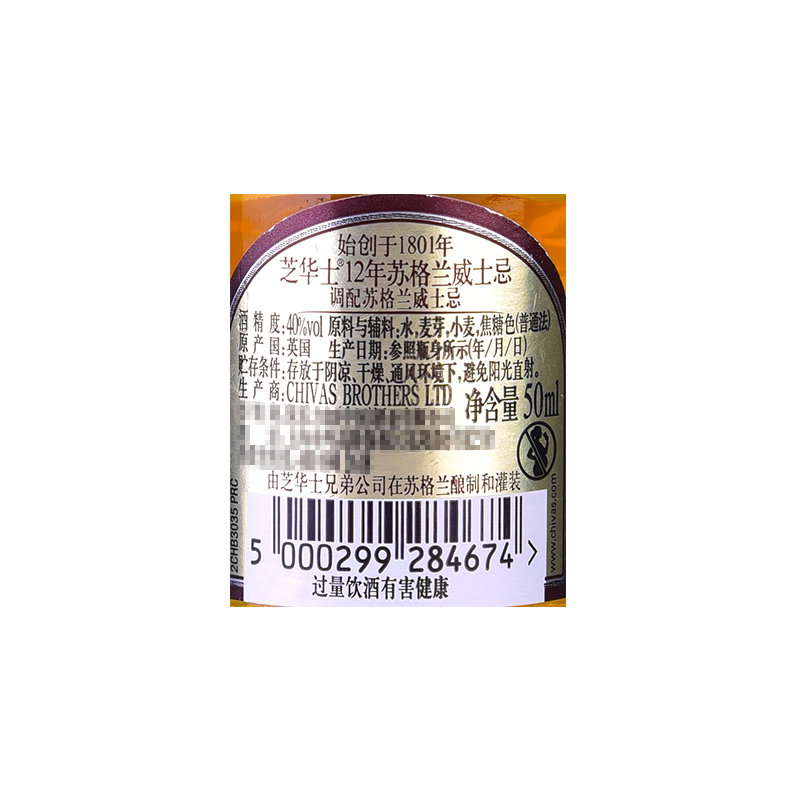 始创于1801年
芝华士®12年苏格兰威士忌
调配苏格兰威士忌
酒精度:40%vol 原料与辅料:水,麦芽,小麦,焦糖色(普通法)
原产国:英国 生产日期:参照瓶身所示(年/月/日)
贮存条件:存放于阴凉、干燥、通风环境下,避免阳光直射。
生产商:CHIVAS BROTHERS LTD 净含量50ml
由芝华士兄弟公司在苏格兰酿制和灌装
2CHB3035 PRC
www.chivas.com
5 000299 284674 >
过量饮酒有害健康